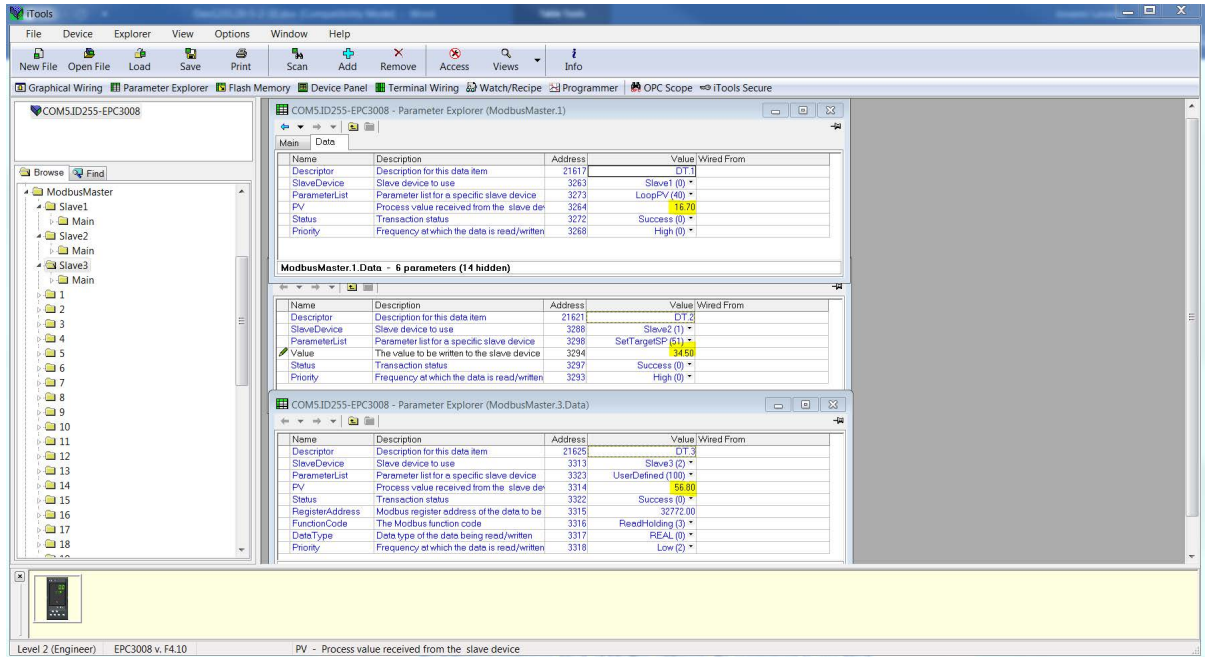 iTools
File Device Explorer View Options Window Help
New File Open File Load Save Print Scan Add Remove Access Views Info
Graphical Wiring Parameter Explorer Flash Memory Device Panel Terminal Wiring Watch/Recipe Programmer OPC Scope iTools Secure
COM5.ID255-EPC3008
Browse Find
ModbusMaster
Slave1
Main
Slave2
Main
Slave3
Main
1
2
3
4
5
6
7
8
9
10
11
12
13
14
15
16
17
18
COM5.ID255-EPC3008 - Parameter Explorer (ModbusMaster.1)
Main Data
Name Description Address Value Wired From
Descriptor Description for this data item 21617 DT.1
SlaveDevice Slave device to use 3263 Slave1 (0)
ParameterList Parameter list for a specific slave device 3273 LoopPV (40)
PV Process value received from the slave de 3264 16.70
Status Transaction status 3272 Success (0)
Priority Frequency at which the data is read/written 3268 High (0)
ModbusMaster.1.Data - 6 parameters (14 hidden)
Name Description Address Value Wired From
Descriptor Description for this data item 21621 DT.2
SlaveDevice Slave device to use 3288 Slave2 (1)
ParameterList Parameter list for a specific slave device 3298 SetTargetSP (51)
Value The value to be written to the slave device 3294 34.50
Status Transaction status 3297 Success (0)
Priority Frequency at which the data is read/written 3293 High (0)
COM5.ID255-EPC3008 - Parameter Explorer (ModbusMaster.3.Data)
Name Description Address Value Wired From
Descriptor Description for this data item 21625 DT.3
SlaveDevice Slave device to use 3313 Slave3 (2)
ParameterList Parameter list for a specific slave device 3323 UserDefined (100)
PV Process value received from the slave de 3314 56.80
Status Transaction status 3322 Success (0)
RegisterAddress Modbus register address of the data to be 3315 32772.00
FunctionCode The Modbus function code 3316 ReadHolding (3)
DataType Data type of the data being read/written 3317 REAL (0)
Priority Frequency at which the data is read/written 3318 Low (2)
Level 2 (Engineer) EPC3008 v. F4.10 PV - Process value received from the slave device